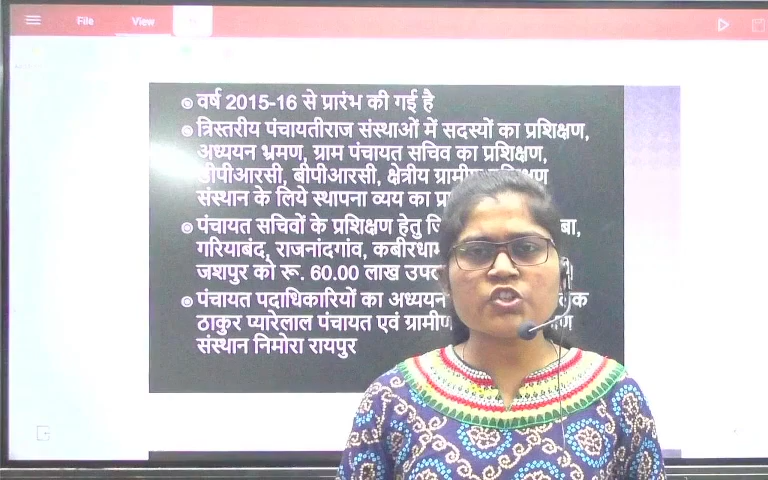 File
View
वर्ष 2015-16 से प्रारंभ की गई है
त्रिस्तरीय पंचायतीराज संस्थाओं में सदस्यों का प्रशिक्षण,
अध्ययन भ्रमण, ग्राम पंचायत सचिव का प्रशिक्षण,
डीपीआरसी, बीपीआरसी, क्षेत्रीय
संस्थान के लिये स्थापना व्यय का
पंचायत सचिवों के प्रशिक्षण हेतु
गरियाबंद, राजनांदगांव,
जशपुर को रू. 60.00 लाख
पंचायत पदाधिकारियों का अध्ययन
ठाकुर प्यारेलाल पंचायत एवं
संस्थान निमोरा रायपुर